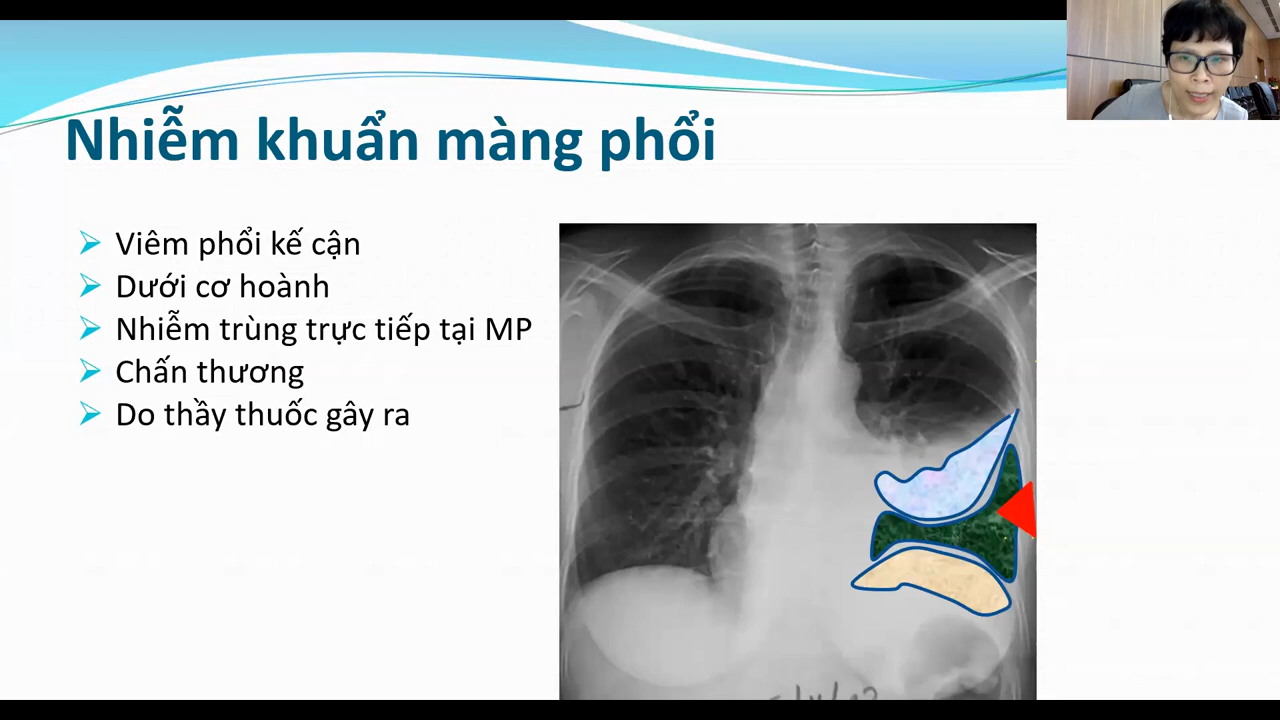 Nhiễm khuẩn màng phổi
Viêm phổi kế cận
Dưới cơ hoành
Nhiễm trùng trực tiếp tại MP
Chấn thương
Do thầy thuốc gây ra